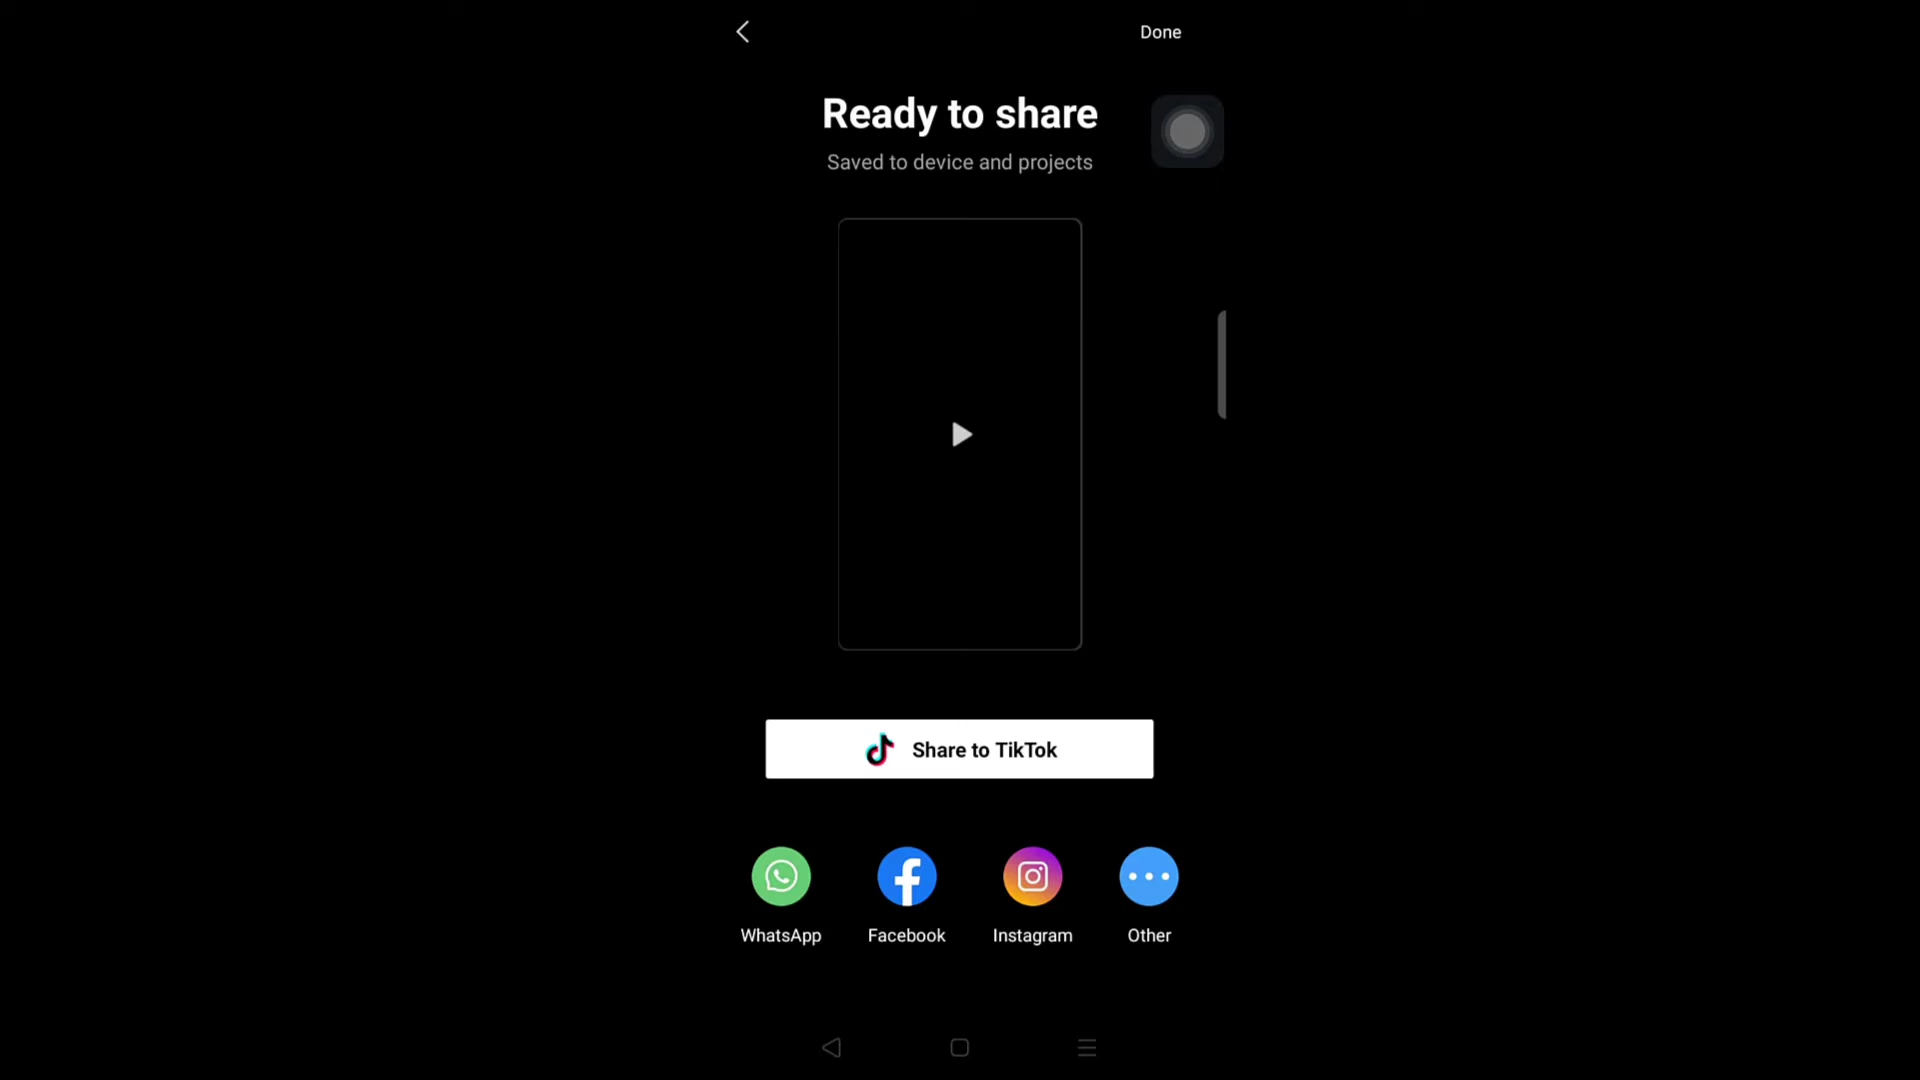 Done
Ready to share
Saved to device and projects
Share to TikTok
WhatsApp
Facebook
Instagram
Other